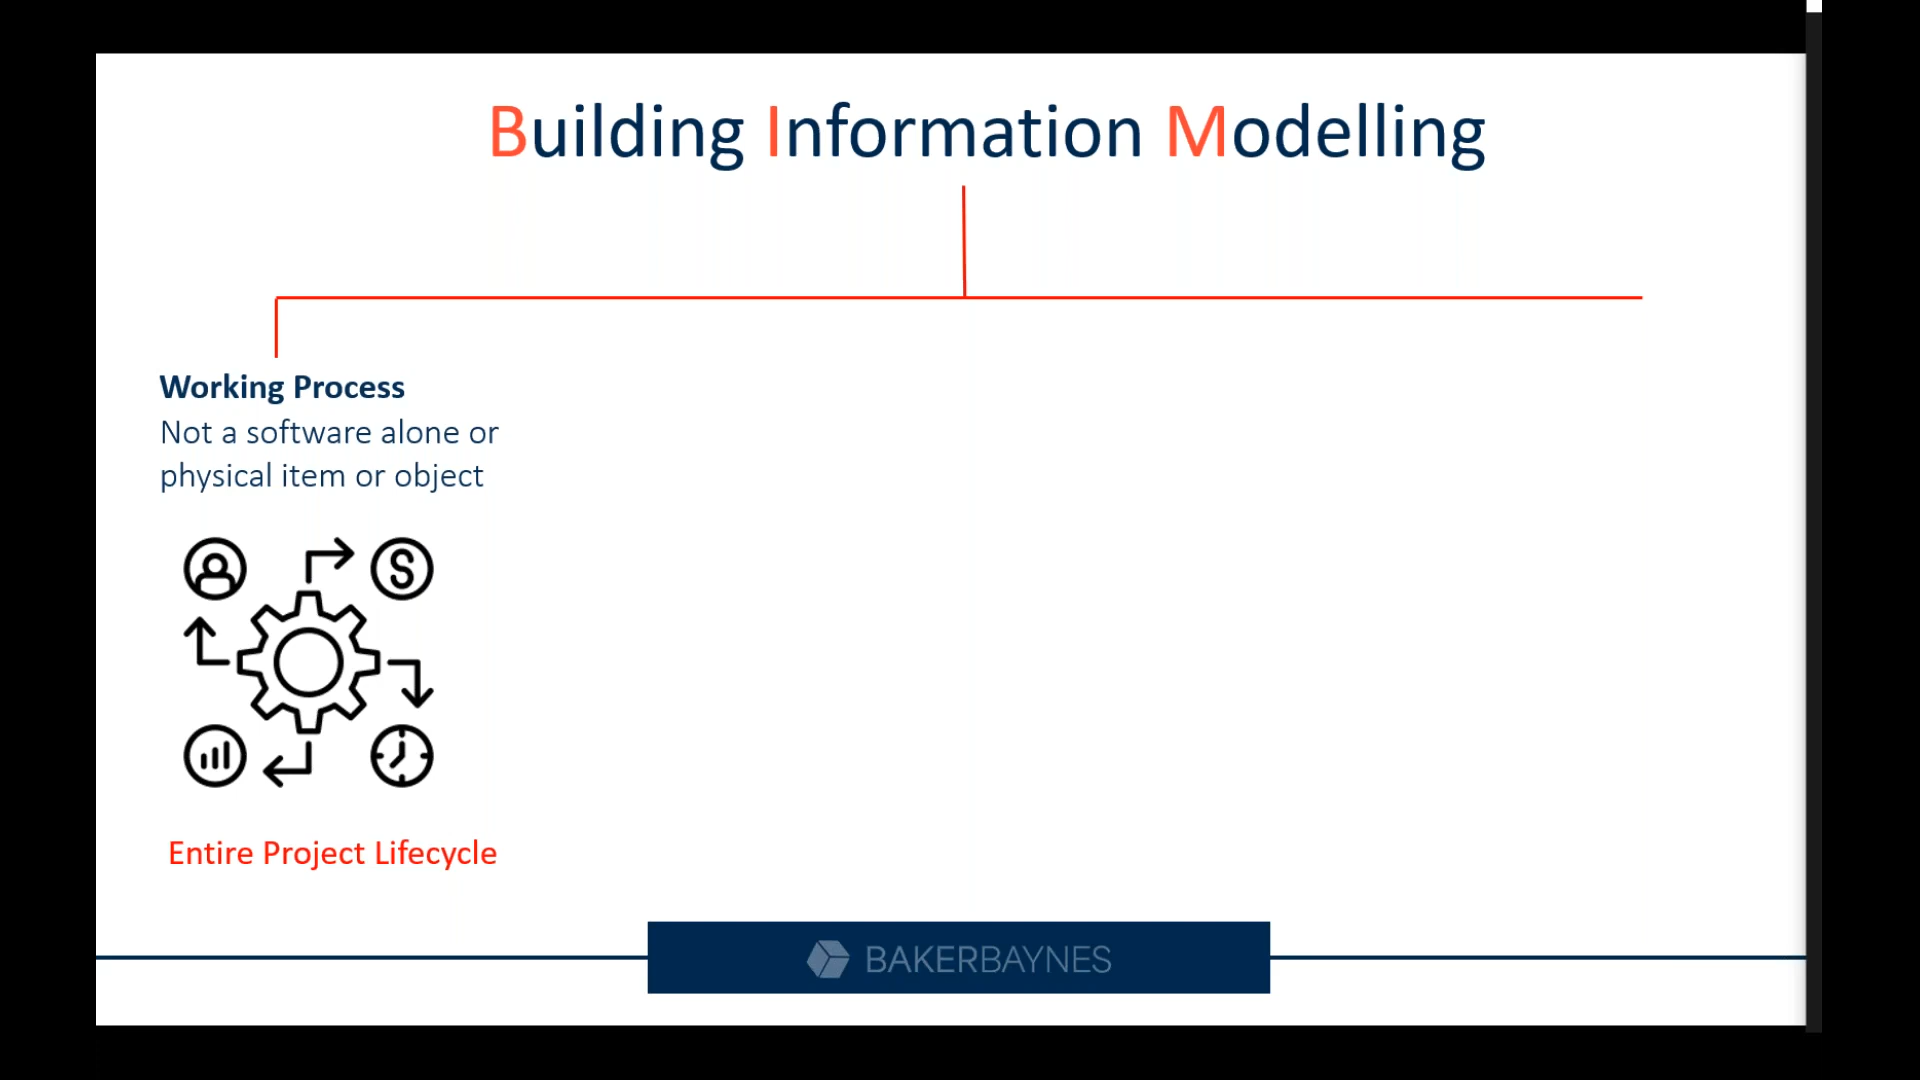 Building Information Modelling
Working Process
Not a software alone or
physical item or object
Entire Project Lifecycle
BAKERBAYNES